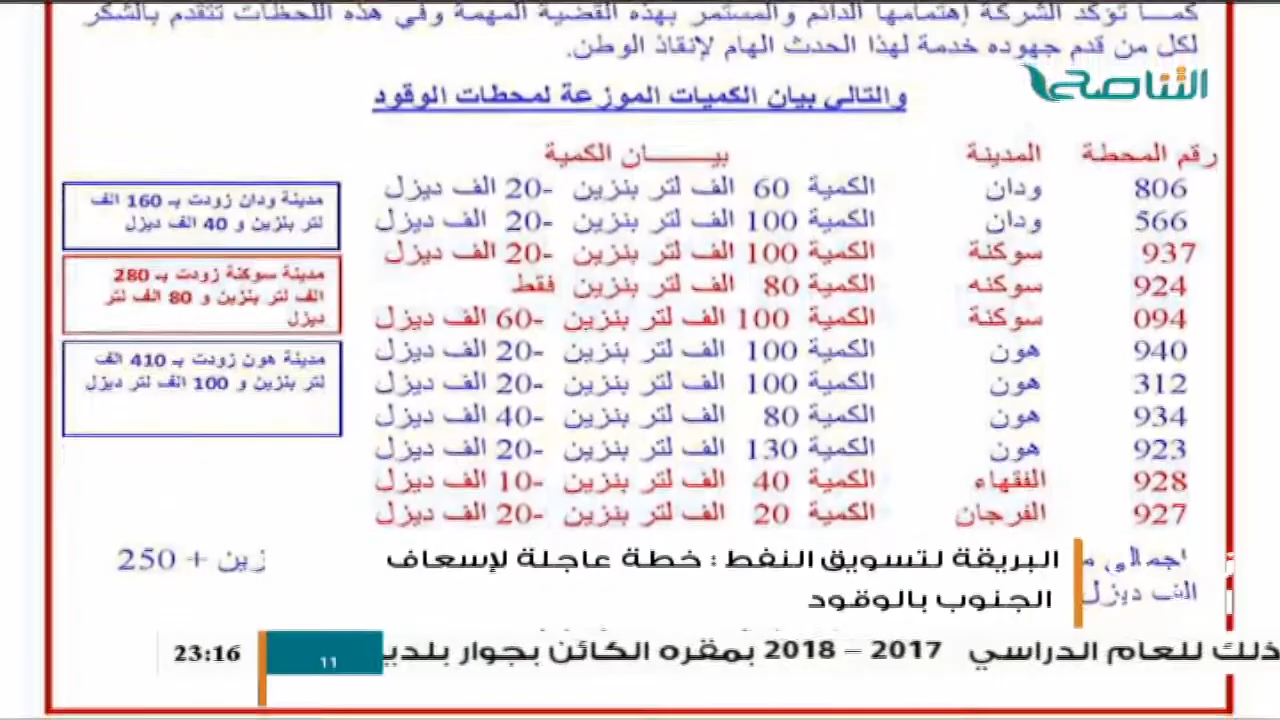 كما تؤكد الشركة إهتمامها الدائم والمستمر بهذه القضية المهمة وفي هذه اللحظات تتقدم بالشكر
لكل من قدم جهوده خدمة لهذا الحدث الهام لإنقاذ الوطن.
التناصح
والتالي بيان الكميات الموزعة لمحطات الوقود
رقم المحطة المدينة بيــــــان الكمية
806 ودان الكمية 60 الف لتر بنزين -20 الف ديزل
566 ودان الكمية 100 الف لتر بنزين -20 الف ديزل
937 سوكنة الكمية 100 الف لتر بنزين -20 الف ديزل
924 سوكنه الكمية 80 الف لتر بنزين فقط
094 سوكنة الكمية 100 الف لتر بنزين -60 الف ديزل
940 هون الكمية 100 الف لتر بنزين -20 الف ديزل
312 هون الكمية 100 الف لتر بنزين -20 الف ديزل
934 هون الكمية 80 الف لتر بنزين -40 الف ديزل
923 هون الكمية 130 الف لتر بنزين -20 الف ديزل
928 الفقهاء الكمية 40 الف لتر بنزين -10 الف ديزل
927 الفرجان الكمية 20 الف لتر بنزين -20 الف ديزل
مدينة ودان زودت بـ 160 الف
لتر بنزين و 40 الف ديزل
مدينة سوكنة زودت بـ 280
الف لتر بنزين و 80 الف لتر
ديزل
مدينة هون زودت بـ 410 الف
لتر بنزين و 100 الف لتر ديزل
اجمالي زين + 250
الف ديزل
البريقة لتسويق النفط : خطة عاجلة لإسعاف
الجنوب بالوقود
ذلك للعام الدراسي 2017 – 2018 بمقره الكائن بجوار بلدي
11
23:16